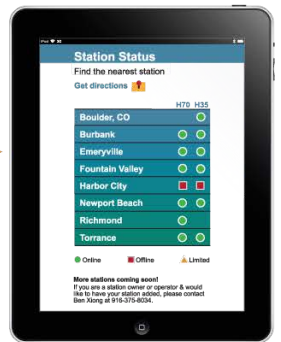 Station Status
Find the nearest station
Get directions
H70 H35
Boulder, CO
Burbank
Emeryville
Fountain Valley
Harbor City
Newport Beach
Richmond
Torrance
Online Offline Limited
More stations coming soon!
If you are a station owner or operator & would
like to have your station added, please contact
Ben Xiong at 916-375-8034.